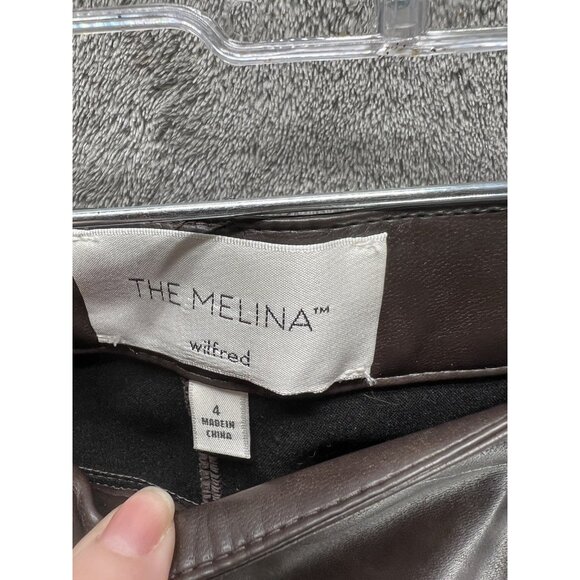 THE MELINA™
wilfred
4
MADE IN
CHINA